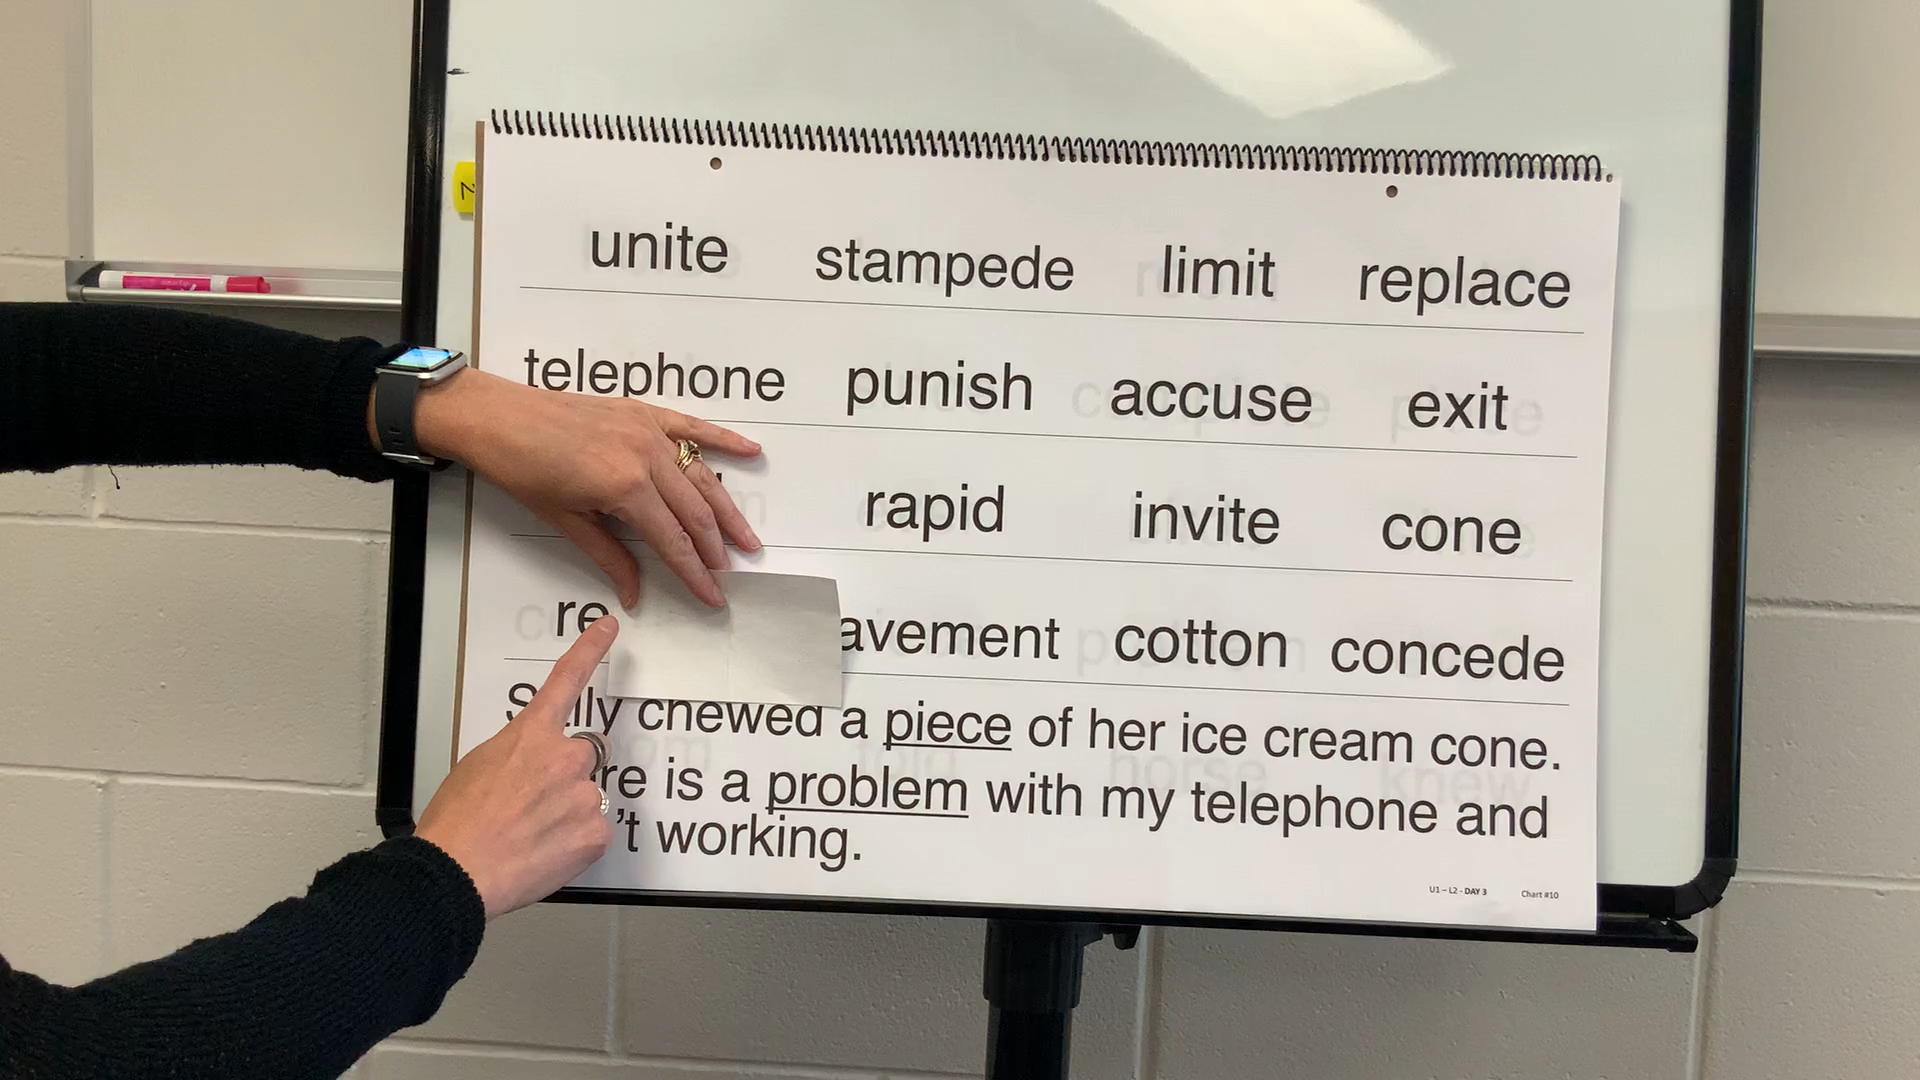 unite stampede limit replace
telephone punish accuse exit
rapid invite cone
re avement cotton concede
Sally chewed a piece of her ice cream cone.
re is a problem with my telephone and
't working.
U1 – L2 - DAY 3 Chart #10